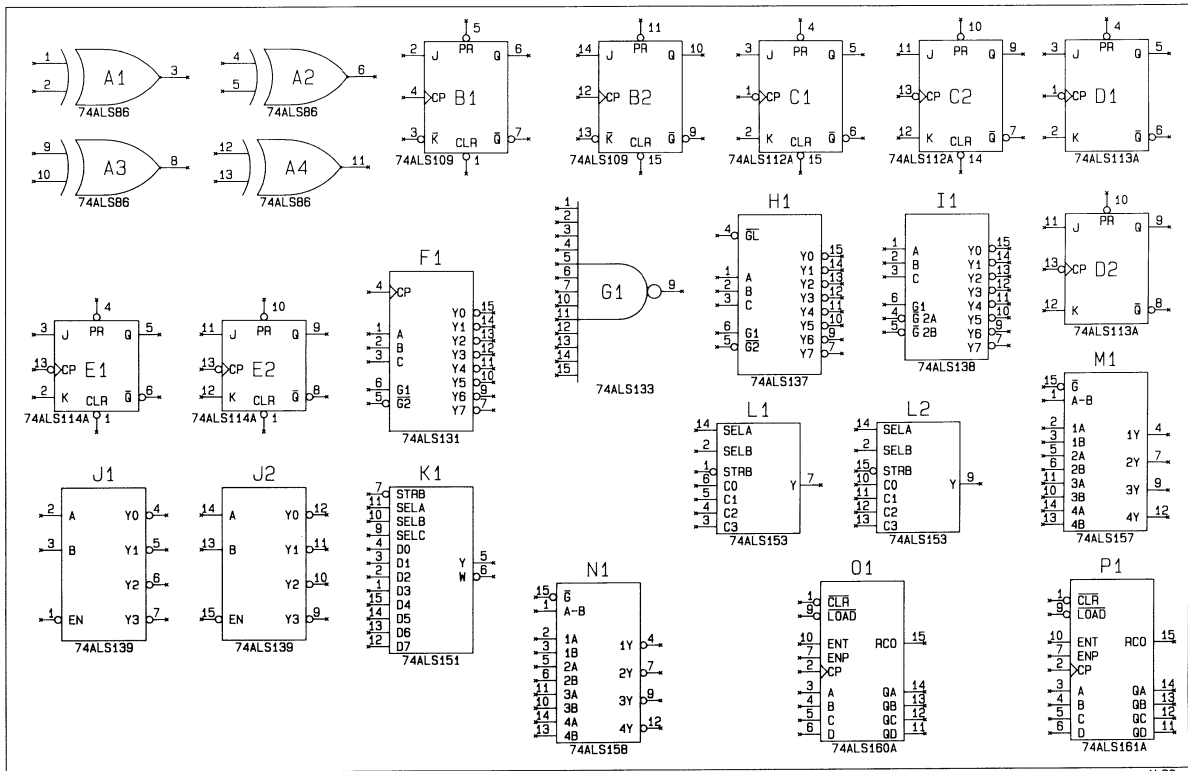 1 2 A1 3 74ALS86
4 5 A2 6 74ALS86
9 10 A3 8 74ALS86
12 13 A4 11 74ALS86
5 2 J PR Q 6
4 CP B1
3 K̅ CLR Q̅ 7
74ALS109 1
11 14 J PR Q 10
12 CP B2
13 K̅ CLR Q̅ 9
74ALS109 15
4 3 J PR Q 5
1 CP C1
2 K CLR Q̅ 6
74ALS112A 15
10 11 J PR Q 9
13 CP C2
12 K CLR Q̅ 7
74ALS112A 14
4 3 J PR Q 5
1 CP D1
2 K Q̅ 6
74ALS113A
10 11 J PR Q 9
13 CP D2
12 K Q̅ 8
74ALS113A
4 3 J PR Q 5
13 CP E1
2 K CLR Q̅ 6
74ALS114A 1
10 11 J PR Q 9
13 CP E2
12 K CLR Q̅ 8
74ALS114A 1
F1
4 CP
Y0 15
1 A Y1 14
2 B Y2 13
3 C Y3 12
Y4 11
6 G1 Y5 10
5 G̅2̅ Y6 9
Y7 7
74ALS131
1
2
3
4
5
6
7
10
11
12
13
14
15
G1 9
74ALS133
H1
4 G̅L̅
Y0 15
1 A Y1 14
2 B Y2 13
3 C Y3 12
Y4 11
6 G1 Y5 10
5 G̅2̅ Y6 9
Y7 7
74ALS137
I1
1 A Y0 15
2 B Y1 14
3 C Y2 13
Y3 12
6 G1 Y4 11
4 G̅2A Y5 10
5 G̅2B Y6 9
Y7 7
74ALS138
J1
2 A Y0 4
3 B Y1 5
Y2 6
1 EN Y3 7
74ALS139
J2
14 A Y0 12
13 B Y1 11
Y2 10
15 EN Y3 9
74ALS139
K1
7 STRB
11 SELA
10 SELB
9 SELC
4 D0
3 D1 Y 5
2 D2 W 6
1 D3
15 D4
14 D5
13 D6
12 D7
74ALS151
L1
14 SELA
2 SELB
1 STRB
6 C0 Y 7
5 C1
4 C2
3 C3
74ALS153
L2
14 SELA
2 SELB
15 STRB
10 C0 Y 9
11 C1
12 C2
13 C3
74ALS153
M1
15 G̅
1 A-B
2 1A 1Y 4
3 1B
5 2A 2Y 7
6 2B
11 3A 3Y 9
10 3B
14 4A 4Y 12
13 4B
74ALS157
N1
15 G̅
1 A-B
2 1A 1Y 4
3 1B
5 2A 2Y 7
6 2B
11 3A 3Y 9
10 3B
14 4A 4Y 12
13 4B
74ALS158
O1
1 C̅L̅R̅
9 L̅O̅A̅D̅
10 ENT RCO 15
7 ENP
2 CP
3 A QA 14
4 B QB 13
5 C QC 12
6 D QD 11
74ALS160A
P1
1 C̅L̅R̅
9 L̅O̅A̅D̅
10 ENT RCO 15
7 ENP
2 CP
3 A QA 14
4 B QB 13
5 C QC 12
6 D QD 11
74ALS161A